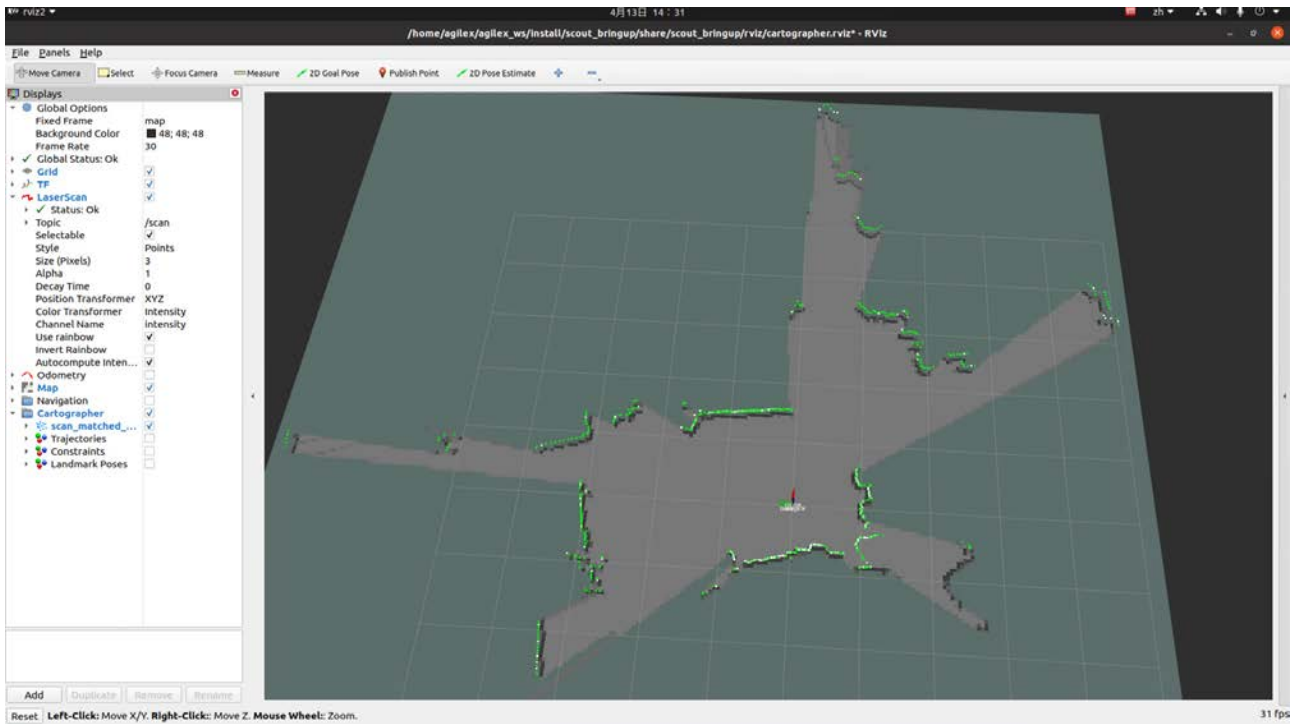 rviz2
4月13日 14：31
zh
/home/agilex/agilex_ws/install/scout_bringup/share/scout_bringup/rviz/cartographer.rviz* - RViz
File Panels Help
Move Camera Select Focus Camera Measure 2D Goal Pose Publish Point 2D Pose Estimate
Displays
Global Options
Fixed Frame map
Background Color 48; 48; 48
Frame Rate 30
Global Status: Ok
Grid
TF
LaserScan
Status: Ok
Topic /scan
Selectable
Style Points
Size (Pixels) 3
Alpha 1
Decay Time 0
Position Transformer XYZ
Color Transformer Intensity
Channel Name intensity
Use rainbow
Invert Rainbow
Autocompute Inten...
Odometry
Map
Navigation
Cartographer
scan_matched_...
Trajectories
Constraints
Landmark Poses
Add Duplicate Remove Rename
Reset Left-Click: Move X/Y. Right-Click: Move Z. Mouse Wheel: Zoom.
31 fps